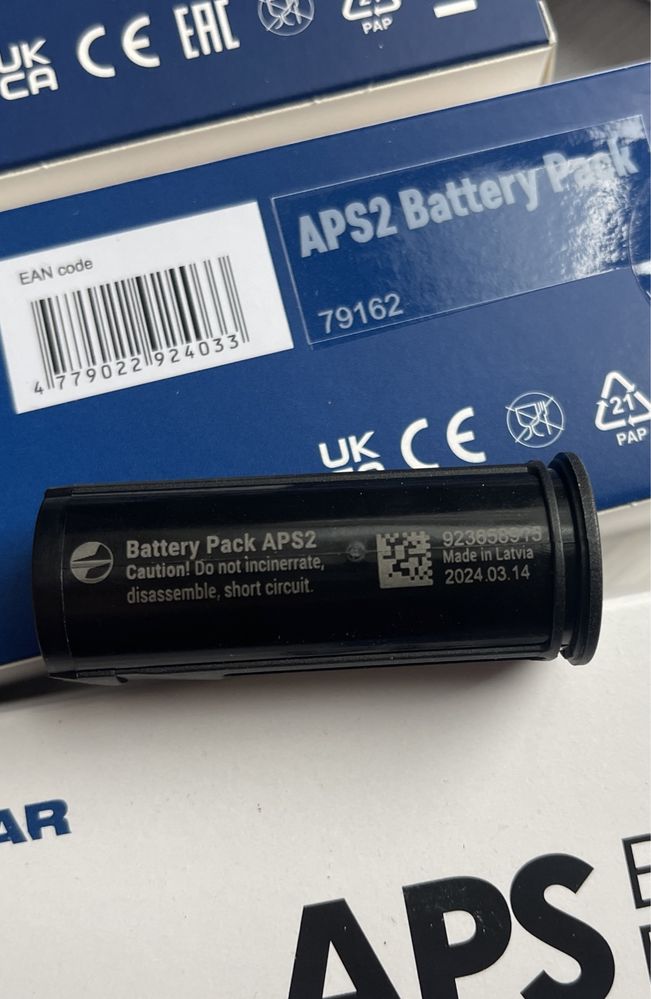 UK
CA
CE
EAC
PAP
EAN code
4 779022 924033
APS2 Battery Pack
79162
UK
CE
21
PAP
Battery Pack APS2
Caution! Do not incinerrate,
disassemble, short circuit.
Made in Latvia
2024.03.14
AR
APS